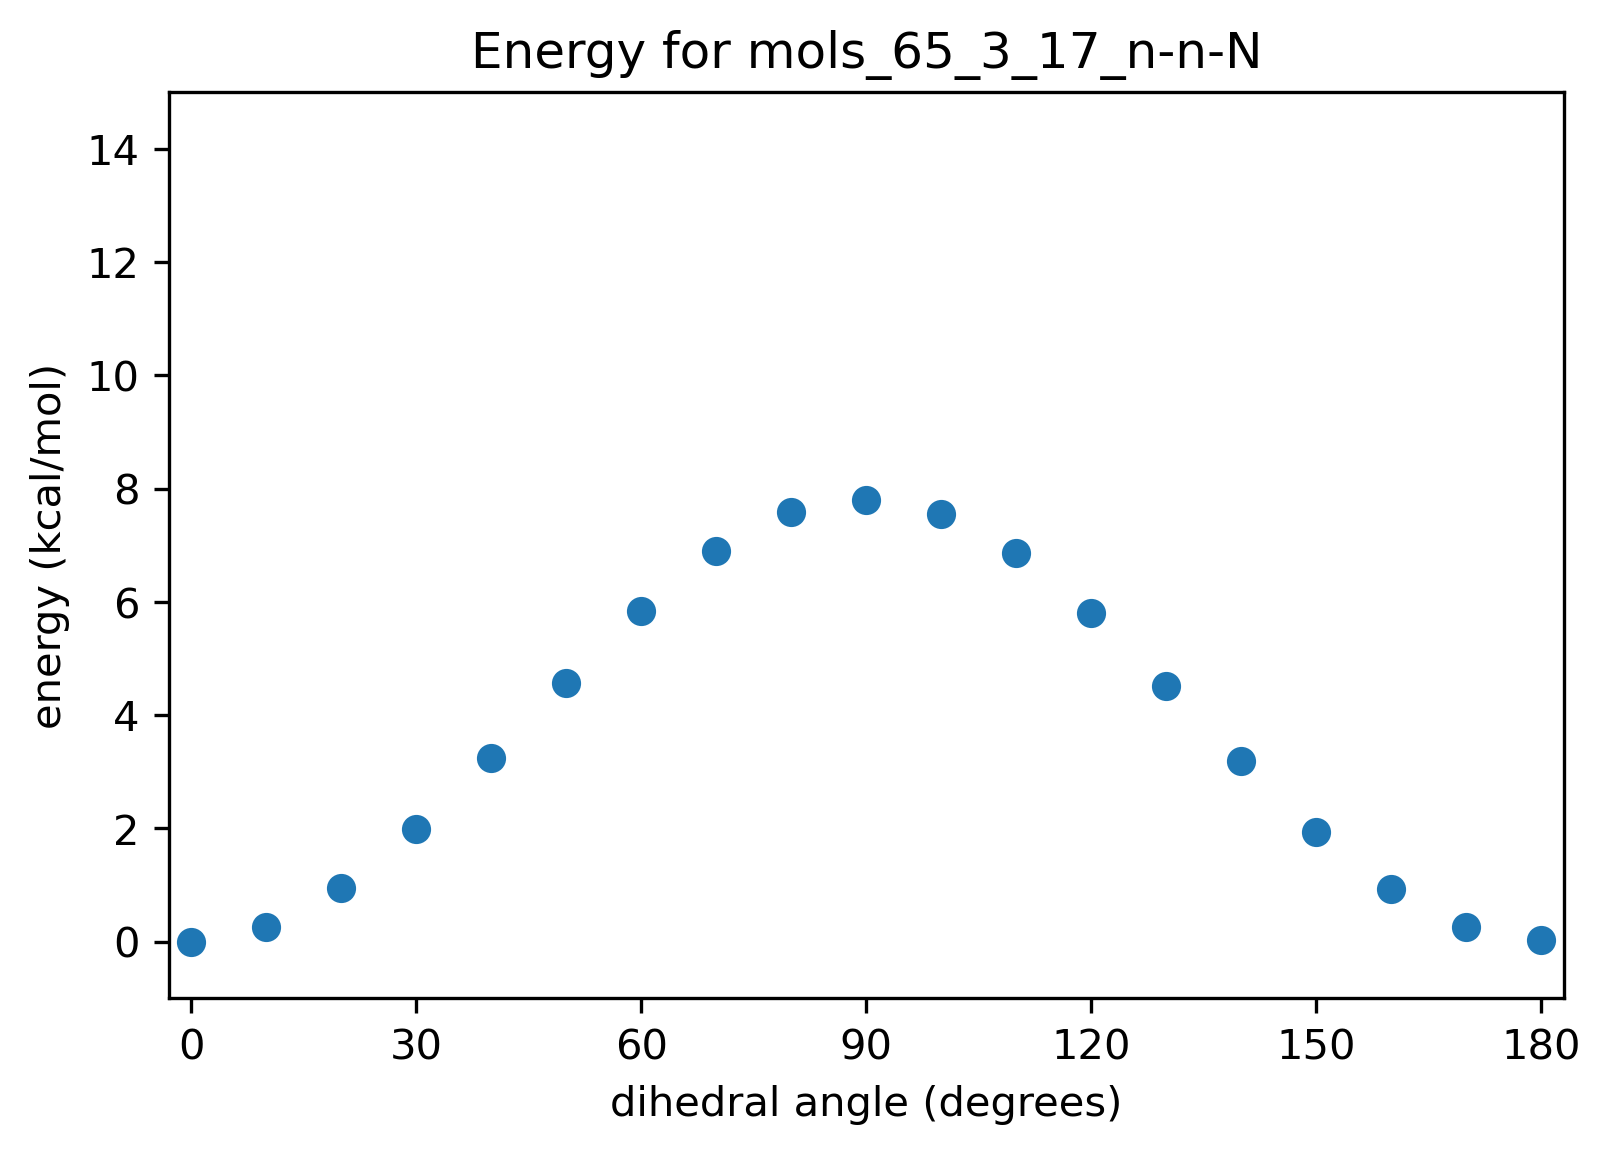 Energy for mols_65_3_17_n-n-N
14
12
10
8
6
4
2
0
energy (kcal/mol)
0 30 60 90 120 150 180
dihedral angle (degrees)